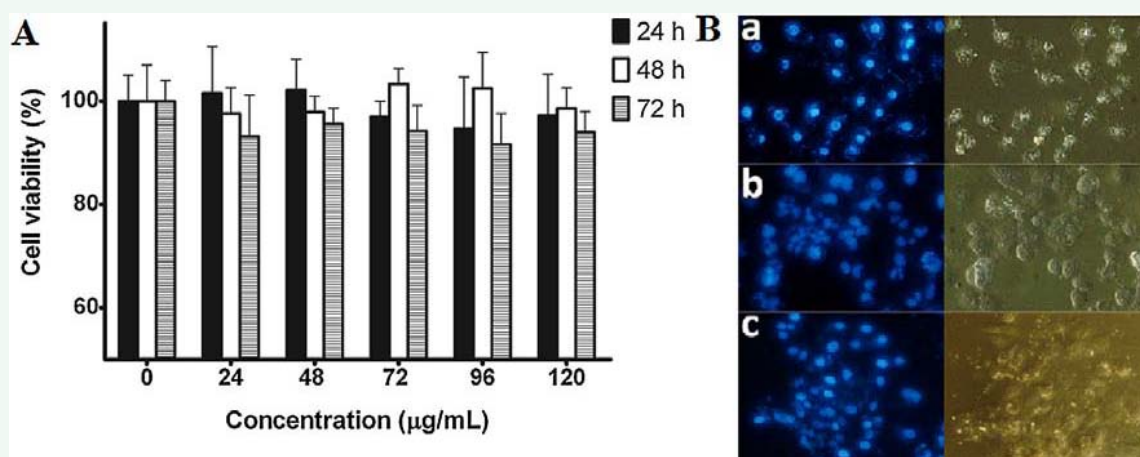 A
Cell viability (%)
100
80
60
0 24 48 72 96 120
Concentration (μg/mL)
24 h
48 h
72 h
B
a
b
c